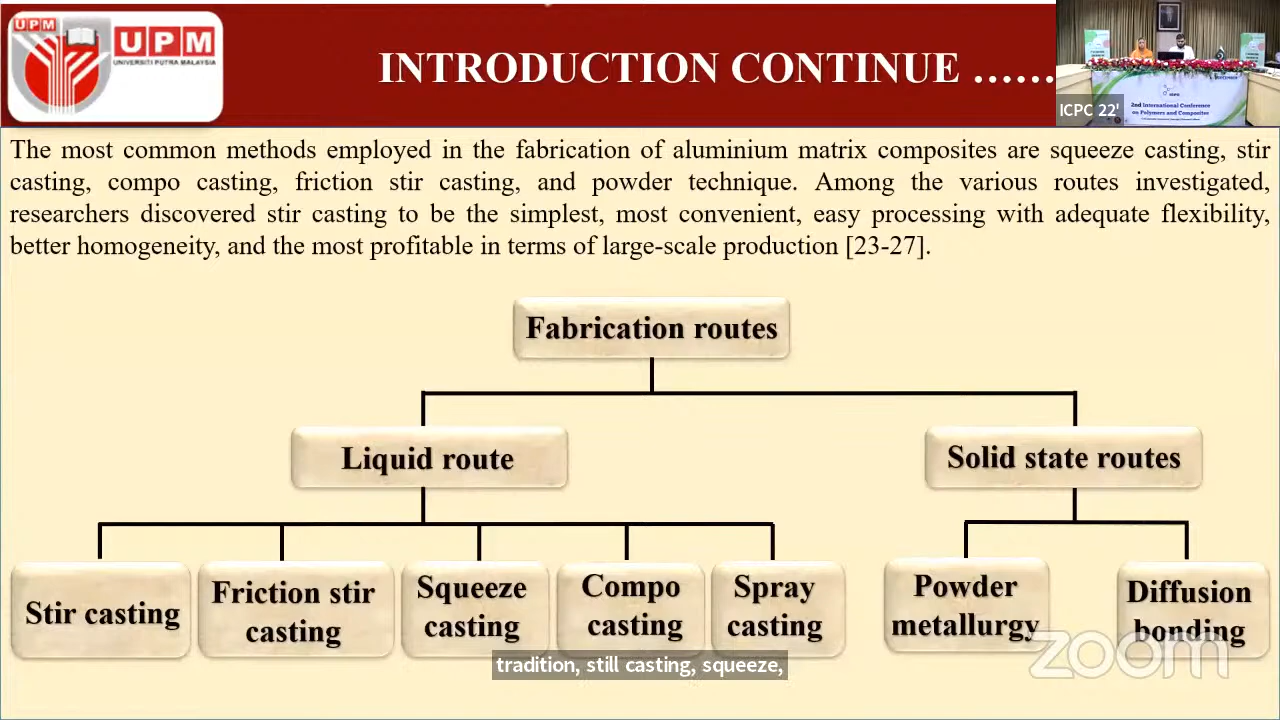 UPM
UPM
UNIVERSITI PUTRA MALAYSIA
INTRODUCTION CONTINUE ......
ICPC 22'
2nd International Conference
on Polymers and Composites
The most common methods employed in the fabrication of aluminium matrix composites are squeeze casting, stir
casting, compo casting, friction stir casting, and powder technique. Among the various routes investigated,
researchers discovered stir casting to be the simplest, most convenient, easy processing with adequate flexibility,
better homogeneity, and the most profitable in terms of large-scale production [23-27].
Fabrication routes
Liquid route
Solid state routes
Stir casting
Friction stir
casting
Squeeze
casting
Compo
casting
Spray
casting
Powder
metallurgy
Diffusion
bonding
zoom
tradition, still casting, squeeze,